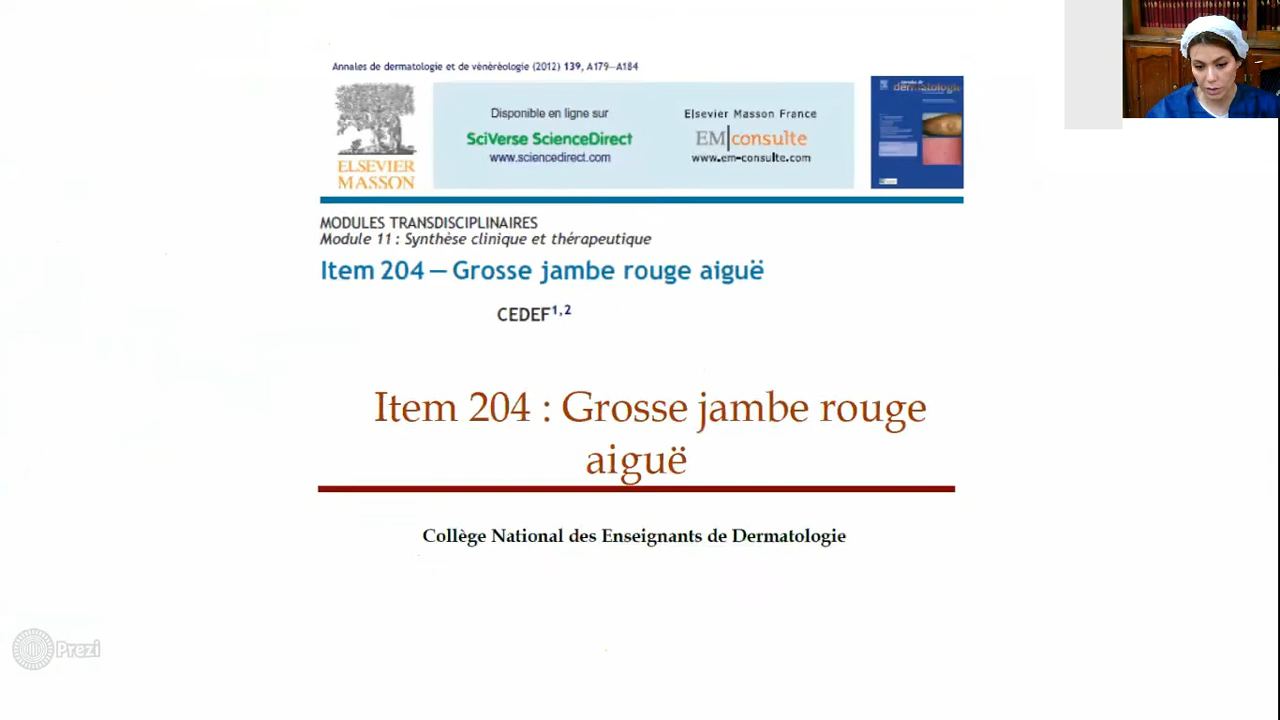 Annales de dermatologie et de vénéréologie (2012) 139, A179—A184
Disponible en ligne sur
SciVerse ScienceDirect
www.sciencedirect.com
Elsevier Masson France
EM|consulte
www.em-consulte.com
ELSEVIER
MASSON
dermatologie
MODULES TRANSDISCIPLINAIRES
Module 11 : Synthèse clinique et thérapeutique
Item 204 — Grosse jambe rouge aiguë
CEDEF1,2
Item 204 : Grosse jambe rouge
aiguë
Collège National des Enseignants de Dermatologie
Prezi